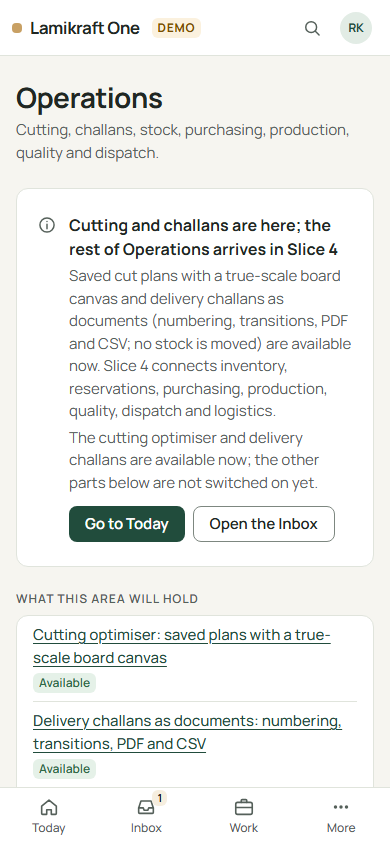 Lamikraft One DEMO RK
Operations
Cutting, challans, stock, purchasing, production,
quality and dispatch.
Cutting and challans are here; the
rest of Operations arrives in Slice 4
Saved cut plans with a true-scale board
canvas and delivery challans as
documents (numbering, transitions, PDF
and CSV; no stock is moved) are available
now. Slice 4 connects inventory,
reservations, purchasing, production,
quality, dispatch and logistics.
The cutting optimiser and delivery
challans are available now; the other
parts below are not switched on yet.
Go to Today Open the Inbox
WHAT THIS AREA WILL HOLD
Cutting optimiser: saved plans with a true-
scale board canvas
Available
Delivery challans as documents: numbering,
transitions, PDF and CSV
Available
1
Today Inbox Work More